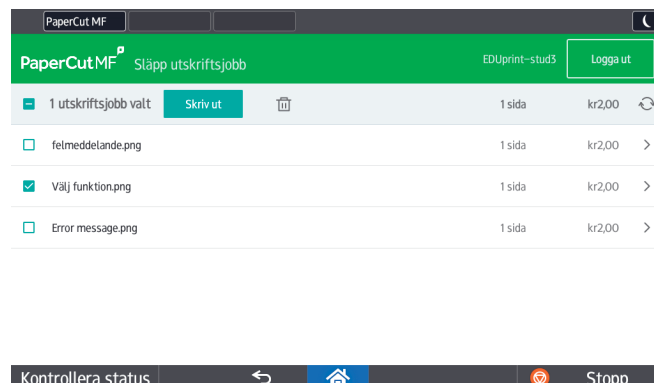 PaperCut MF
PaperCut MF Släpp utskriftsjobb EDUprint-stud3 Logga ut
1 utskriftsjobb valt Skriv ut 1 sida kr2,00
felmeddelande.png 1 sida kr2,00
Välj funktion.png 1 sida kr2,00
Error message.png 1 sida kr2,00
Kontrollera status Stopp